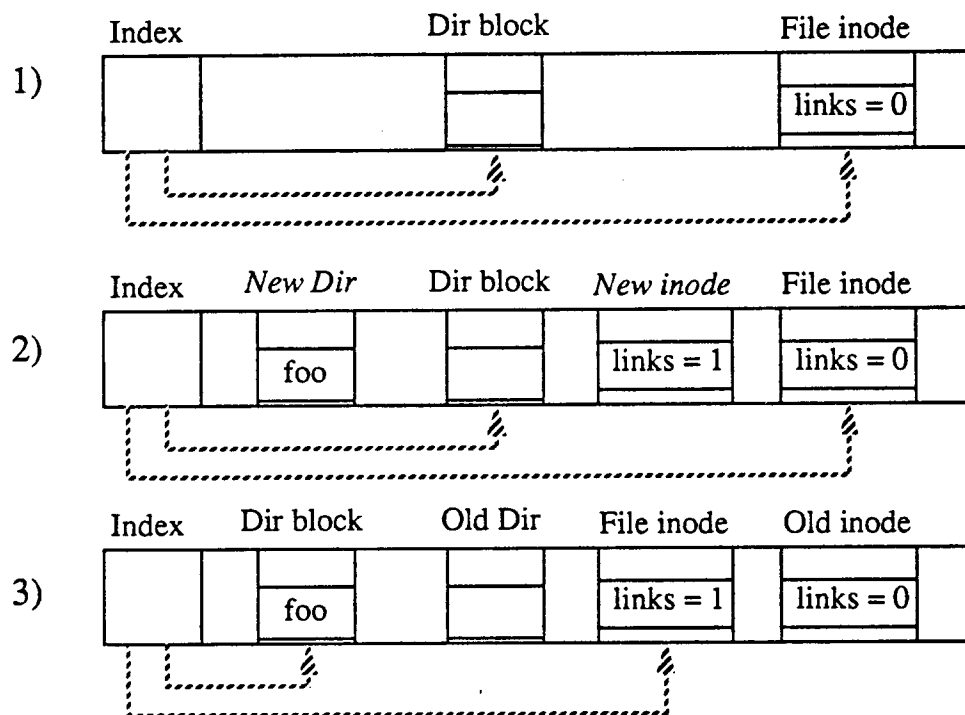 Index Dir block File inode
1)
links = 0
Index New Dir Dir block New inode File inode
2)
foo links = 1 links = 0
Index Dir block Old Dir File inode Old inode
3)
foo links = 1 links = 0